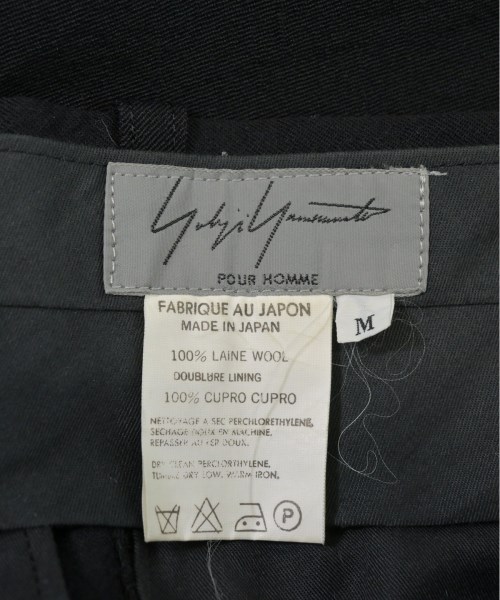 Yohji Yamamoto
POUR HOMME
FABRIQUE AU JAPON
MADE IN JAPAN
M
100% LAINE WOOL
DOUBLURE LINING
100% CUPRO CUPRO
NETTOYAGE A SEC PERCHLORETHYLENE.
SECHAGE DOUX EN MACHINE.
REPASSER AU FER DOUX.
DRY CLEAN PERCLORTHYLENE.
TUMBLE DRY LOW. WARM IRON.
P